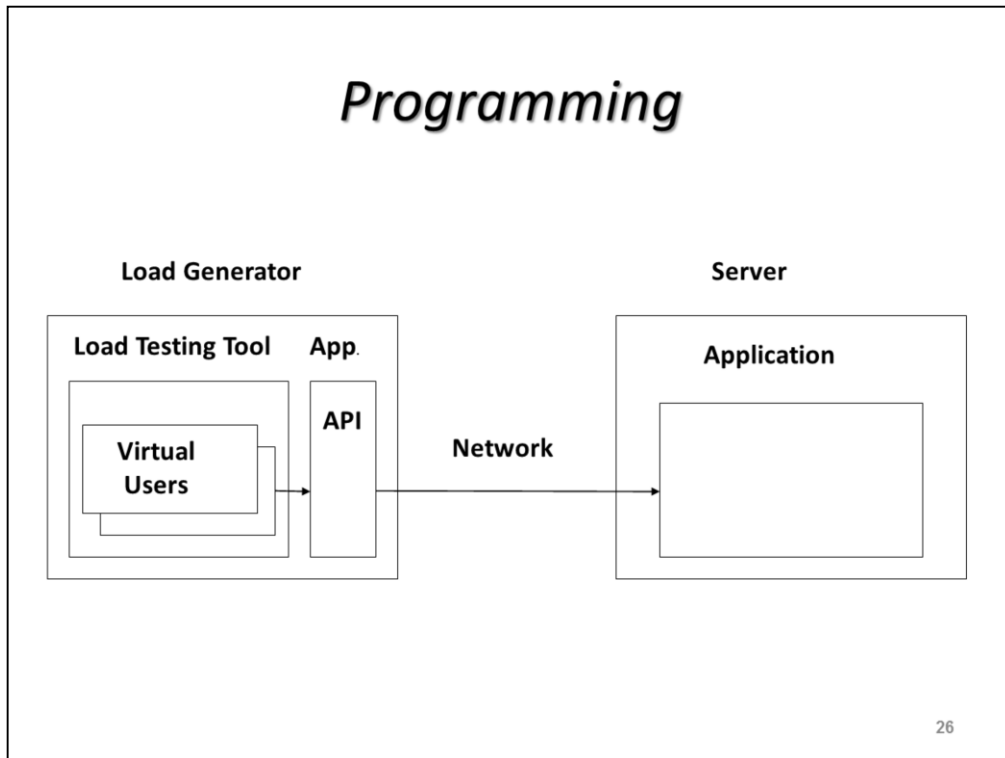 Programming
Load Generator
Server
Load Testing Tool
App.
Application
API
Virtual
Users
Network
26